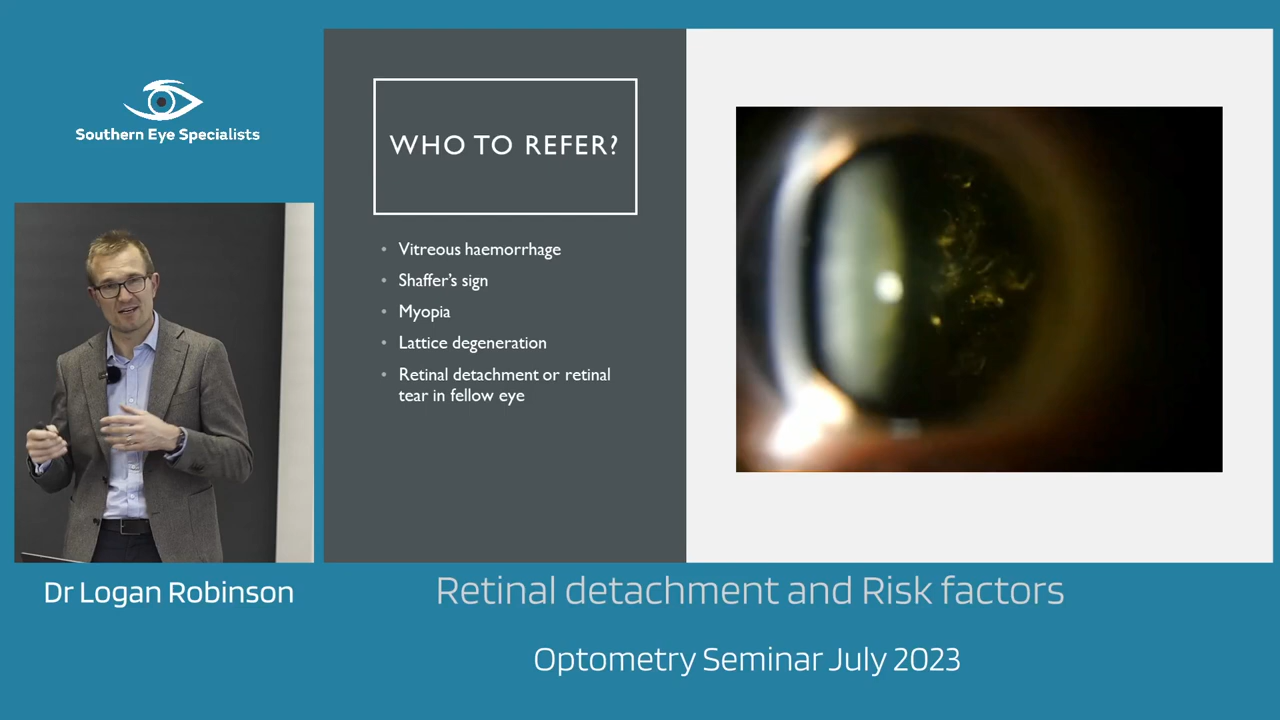 Southern Eye Specialists
WHO TO REFER?
• Vitreous haemorrhage
• Shaffer's sign
• Myopia
• Lattice degeneration
• Retinal detachment or retinal
tear in fellow eye
Dr Logan Robinson
Retinal detachment and Risk factors
Optometry Seminar July 2023